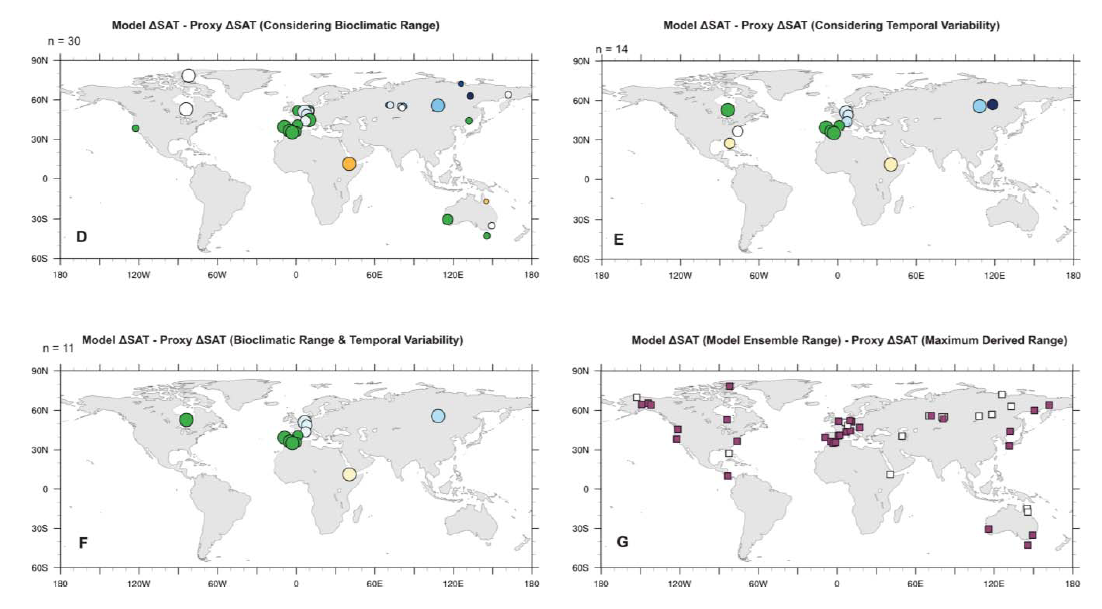 Model ΔSAT - Proxy ΔSAT (Considering Bioclimatic Range)
n = 30
90N
60N
30N
0
30S
60S
D
180 120W 60W 0 60E 120E 180
Model ΔSAT - Proxy ΔSAT (Considering Temporal Variability)
n = 14
90N
60N
30N
0
30S
60S
E
180 120W 60W 0 60E 120E 180
Model ΔSAT - Proxy ΔSAT (Bioclimatic Range & Temporal Variability)
n = 11
90N
60N
30N
0
30S
60S
F
180 120W 60W 0 60E 120E 180
Model ΔSAT (Model Ensemble Range) - Proxy ΔSAT (Maximum Derived Range)
90N
60N
30N
0
30S
60S
G
180 120W 60W 0 60E 120E 180